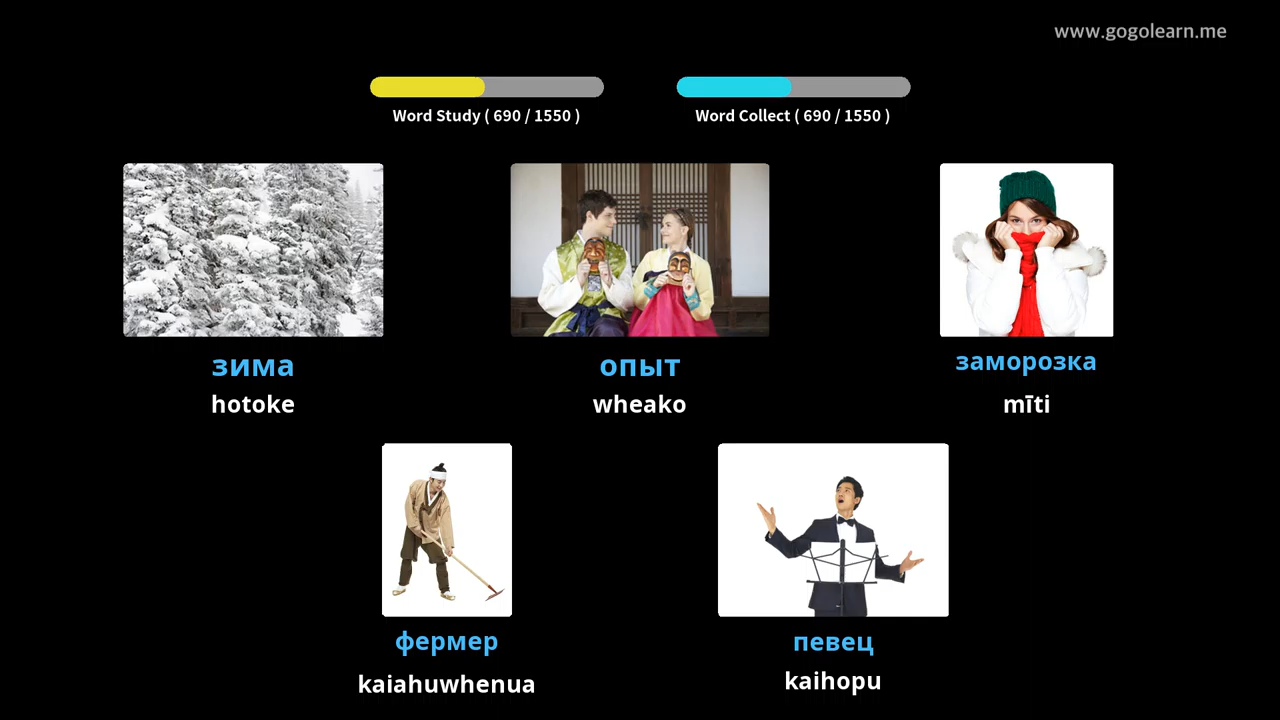 www.gogolearn.me
Word Study ( 690 / 1550 )
Word Collect ( 690 / 1550 )
зима
hotoke
опыт
wheako
заморозка
mīti
фермер
kaiahuwhenua
певец
kaihopu